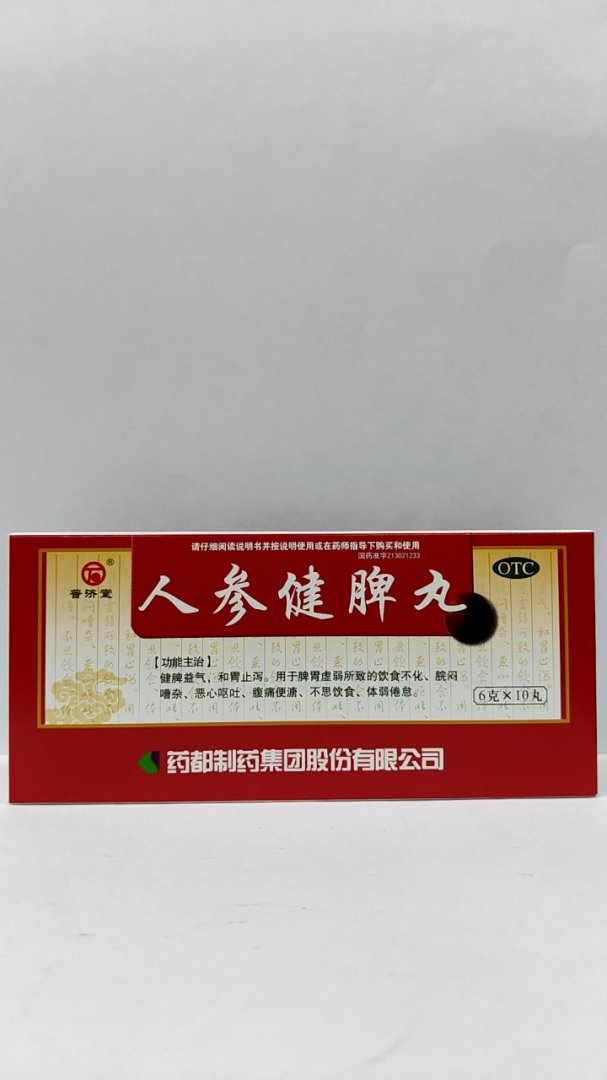 请仔细阅读说明书并按说明使用或在药师指导下购买和使用
国药准字Z13021233
®
普济堂
人参健脾丸
OTC
【功能主治】
健脾益气，和胃止泻。用于脾胃虚弱所致的饮食不化、脘闷
嘈杂、恶心呕吐、腹痛便溏、不思饮食、体弱倦怠。
6克×10丸
药都制药集团股份有限公司